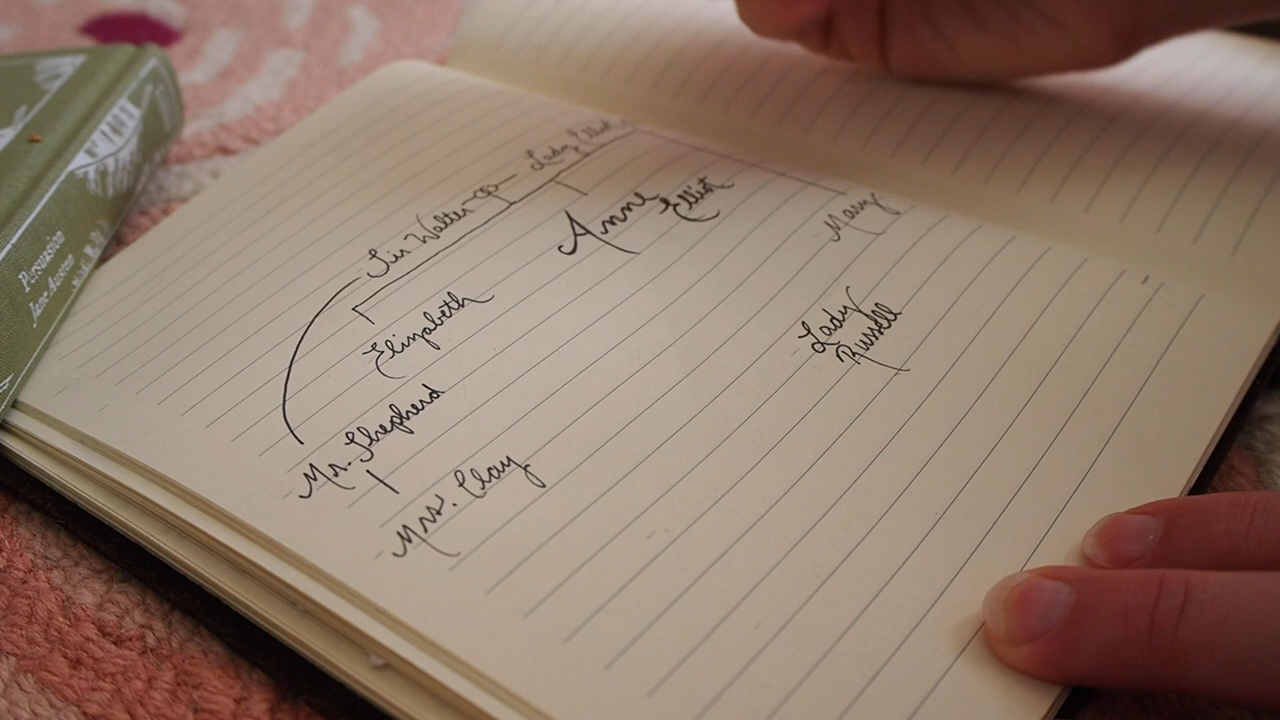 Persuasion
Jane Austen
Sir Walter
Lady Elliot
Elizabeth
Anne
Elliot
Mary
Lady
Russell
Mr. Shepherd
Mrs. Clay